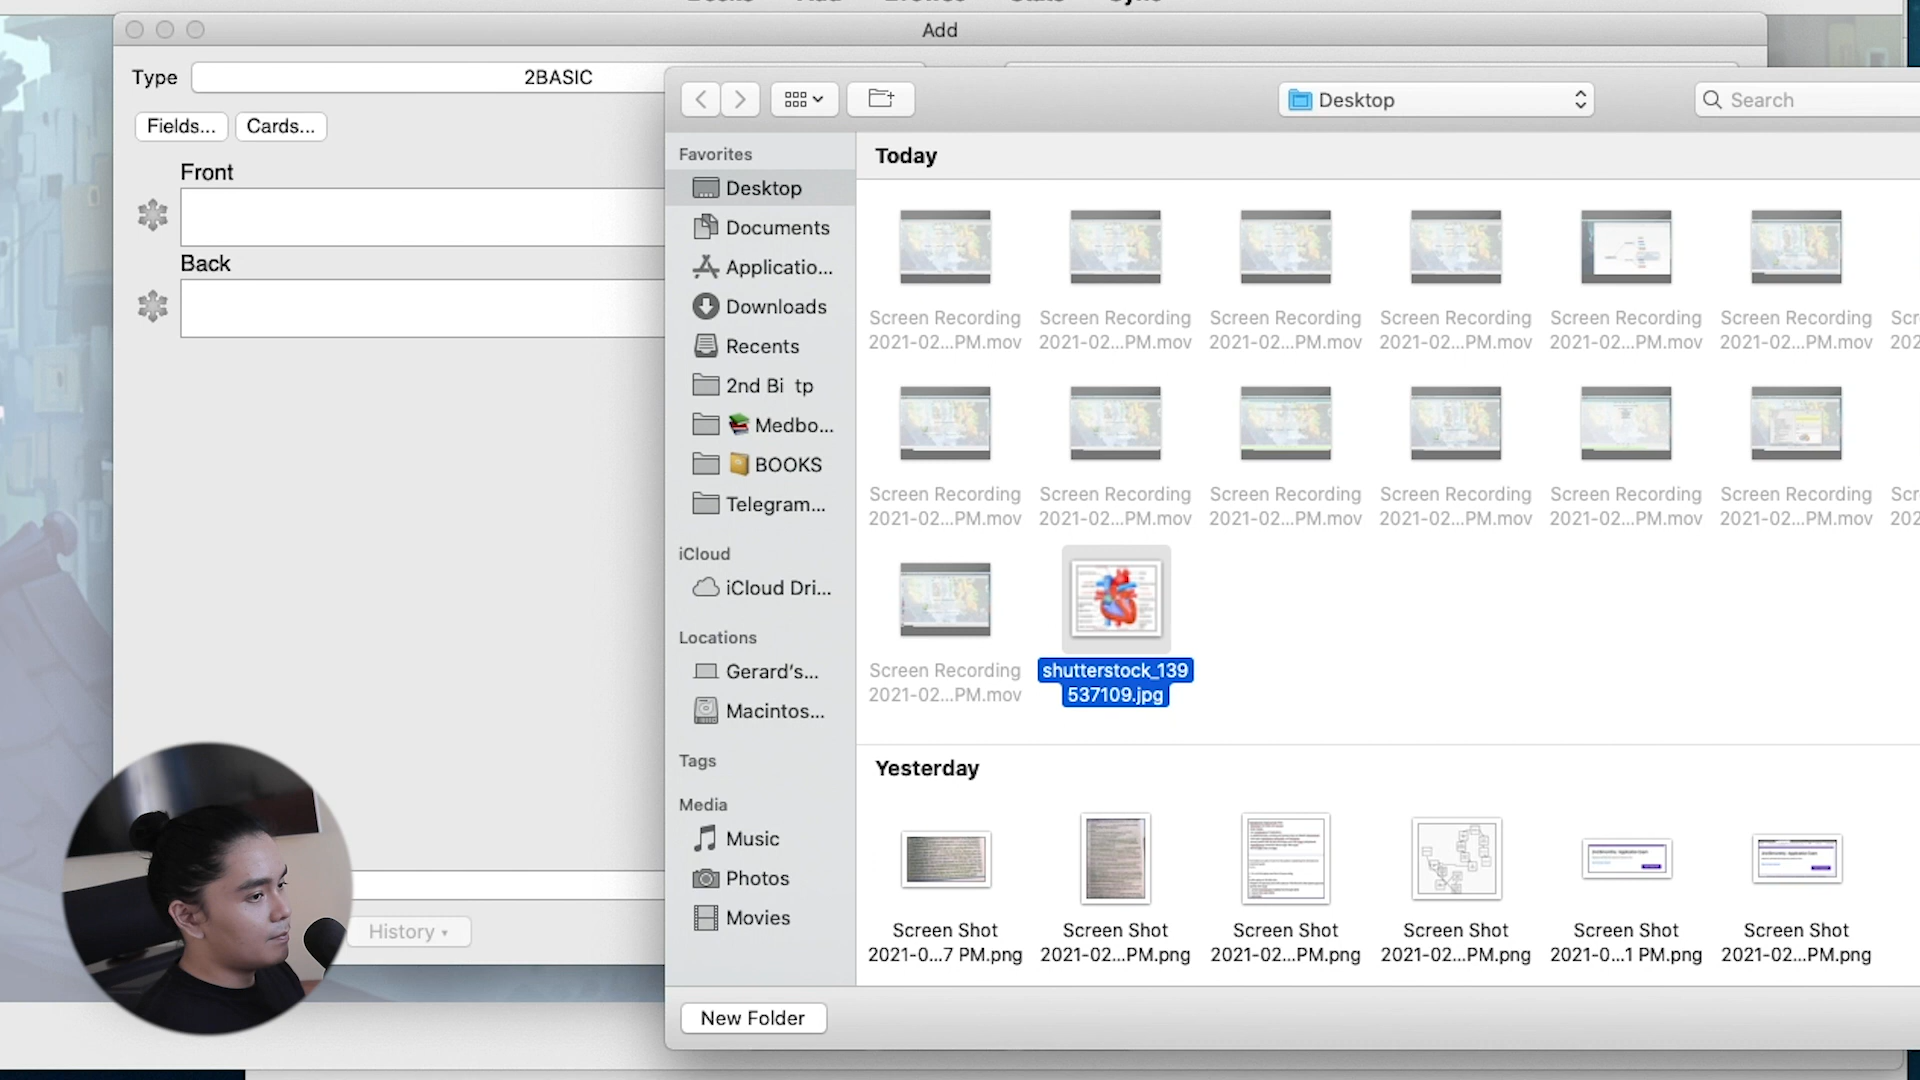 Add
Type
2BASIC
Fields...
Cards...
Front
Back
History
Desktop
Search
Favorites
Desktop
Documents
Applicatio...
Downloads
Recents
2nd Bi tp
Medbo...
BOOKS
Telegram...
iCloud
iCloud Dri...
Locations
Gerard's...
Macintos...
Tags
Media
Music
Photos
Movies
Today
Screen Recording
2021-02...PM.mov
Screen Recording
2021-02...PM.mov
Screen Recording
2021-02...PM.mov
Screen Recording
2021-02...PM.mov
Screen Recording
2021-02...PM.mov
Screen Recording
2021-02...PM.mov
Screen Recording
2021-02...PM.mov
Screen Recording
2021-02...PM.mov
Screen Recording
2021-02...PM.mov
Screen Recording
2021-02...PM.mov
Screen Recording
2021-02...PM.mov
Screen Recording
2021-02...PM.mov
Screen Recording
2021-02...PM.mov
shutterstock_139
537109.jpg
Yesterday
Screen Shot
2021-0...7 PM.png
Screen Shot
2021-02...PM.png
Screen Shot
2021-02...PM.png
Screen Shot
2021-02...PM.png
Screen Shot
2021-0...1 PM.png
Screen Shot
2021-02...PM.png
New Folder